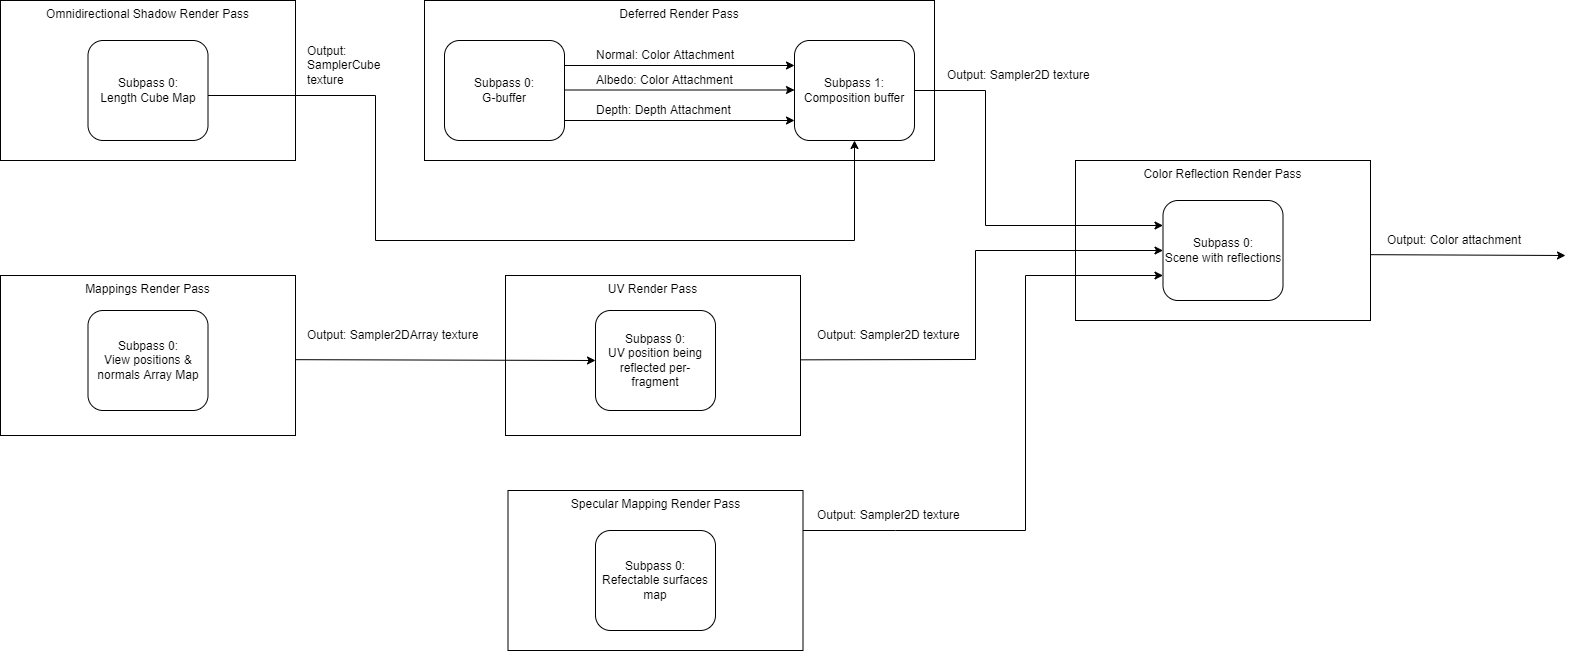 Omnidirectional Shadow Render Pass
Subpass 0:
Length Cube Map
Output:
SamplerCube
texture
Deferred Render Pass
Subpass 0:
G-buffer
Normal: Color Attachment
Albedo: Color Attachment
Depth: Depth Attachment
Subpass 1:
Composition buffer
Output: Sampler2D texture
Color Reflection Render Pass
Subpass 0:
Scene with reflections
Output: Color attachment
Mappings Render Pass
Subpass 0:
View positions &
normals Array Map
Output: Sampler2DArray texture
UV Render Pass
Subpass 0:
UV position being
reflected per-
fragment
Output: Sampler2D texture
Specular Mapping Render Pass
Subpass 0:
Refectable surfaces
map
Output: Sampler2D texture